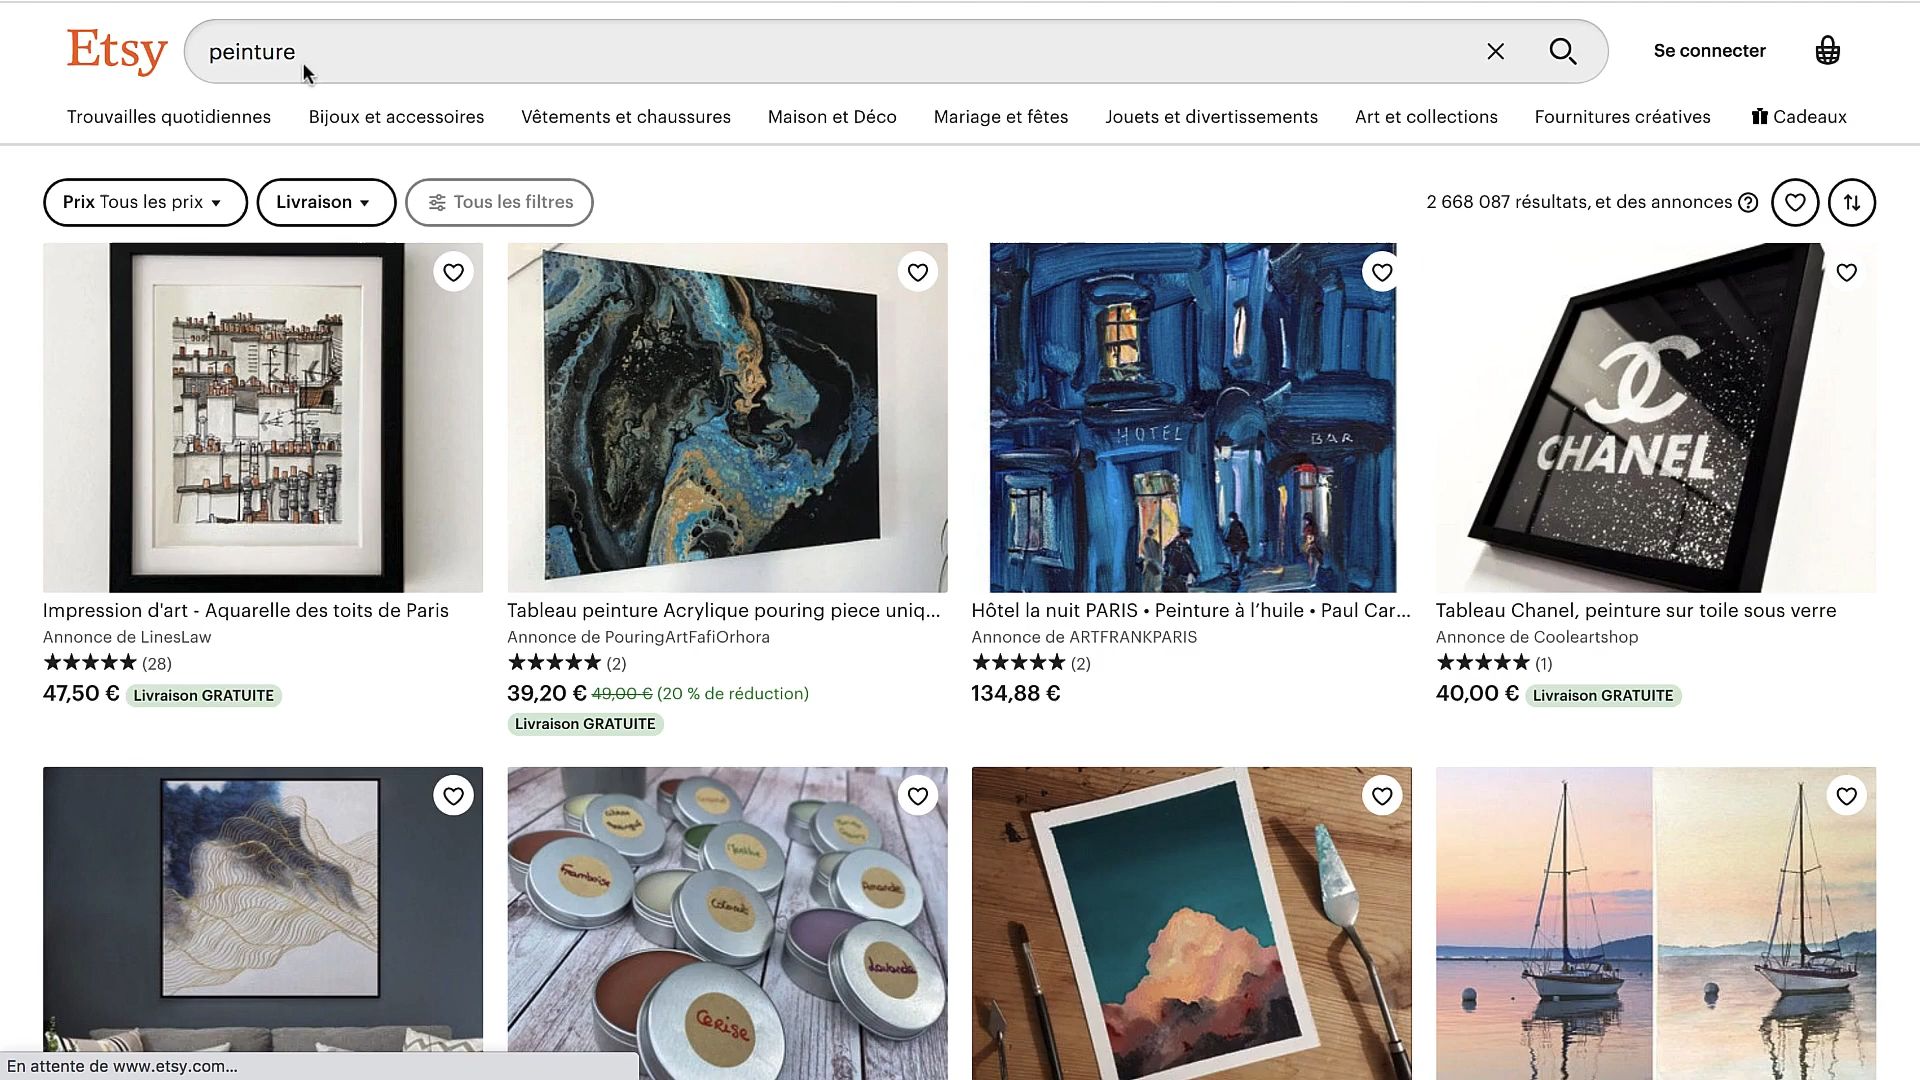 Etsy
peinture
Se connecter
Trouvailles quotidiennes
Bijoux et accessoires
Vêtements et chaussures
Maison et Déco
Mariage et fêtes
Jouets et divertissements
Art et collections
Fournitures créatives
Cadeaux
Prix Tous les prix
Livraison
Tous les filtres
2 668 087 résultats, et des annonces
HOTEL
BAR
CHANEL
Impression d'art - Aquarelle des toits de Paris
Annonce de LinesLaw
(28)
47,50 € Livraison GRATUITE
Tableau peinture Acrylique pouring piece uniq...
Annonce de PouringArtFafiOrhora
(2)
39,20 € 49,00 € (20 % de réduction)
Livraison GRATUITE
Hôtel la nuit PARIS • Peinture à l’huile • Paul Car...
Annonce de ARTFRANKPARIS
(2)
134,88 €
Tableau Chanel, peinture sur toile sous verre
Annonce de Cooleartshop
(1)
40,00 € Livraison GRATUITE
Framboise
Amande
Lavande
Cerise
En attente de www.etsy.com...